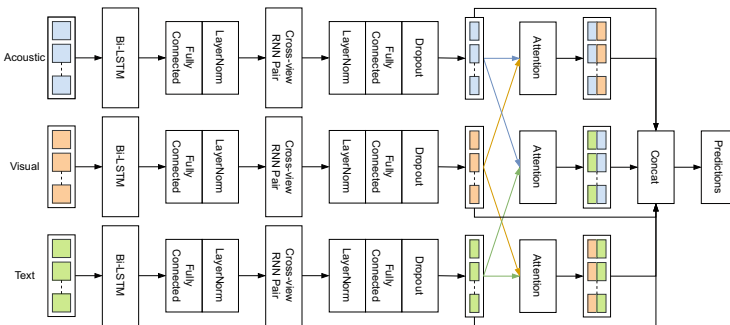 Acoustic
Bi-LSTM
Fully
Connected
LayerNorm
Cross-view
RNN Pair
LayerNorm
Fully
Connected
Dropout
Attention
Visual
Bi-LSTM
Fully
Connected
LayerNorm
Cross-view
RNN Pair
LayerNorm
Fully
Connected
Dropout
Attention
Concat
Predictions
Text
Bi-LSTM
Fully
Connected
LayerNorm
Cross-view
RNN Pair
LayerNorm
Fully
Connected
Dropout
Attention